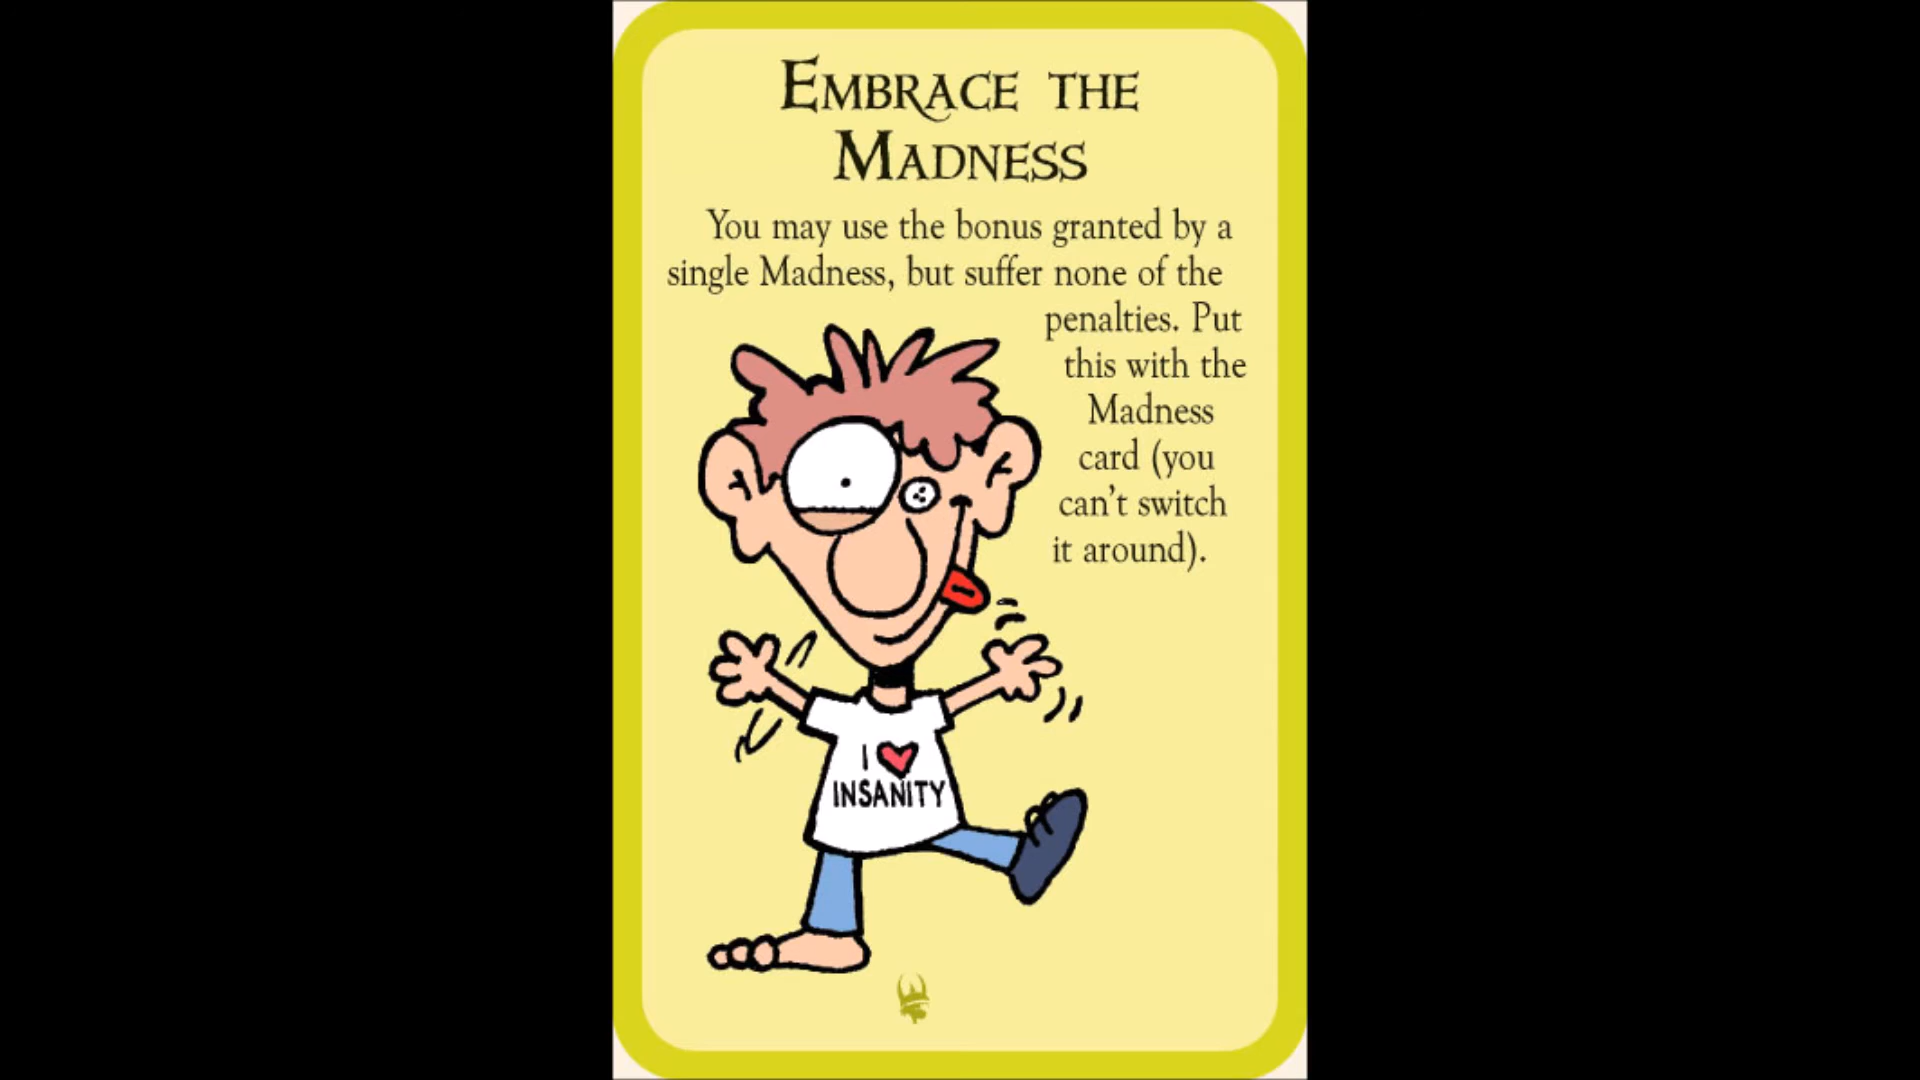 EMBRACE THE
MADNESS
You may use the bonus granted by a
single Madness, but suffer none of the
penalties. Put
this with the
Madness
card (you
can't switch
it around).
I ♥
INSANITY